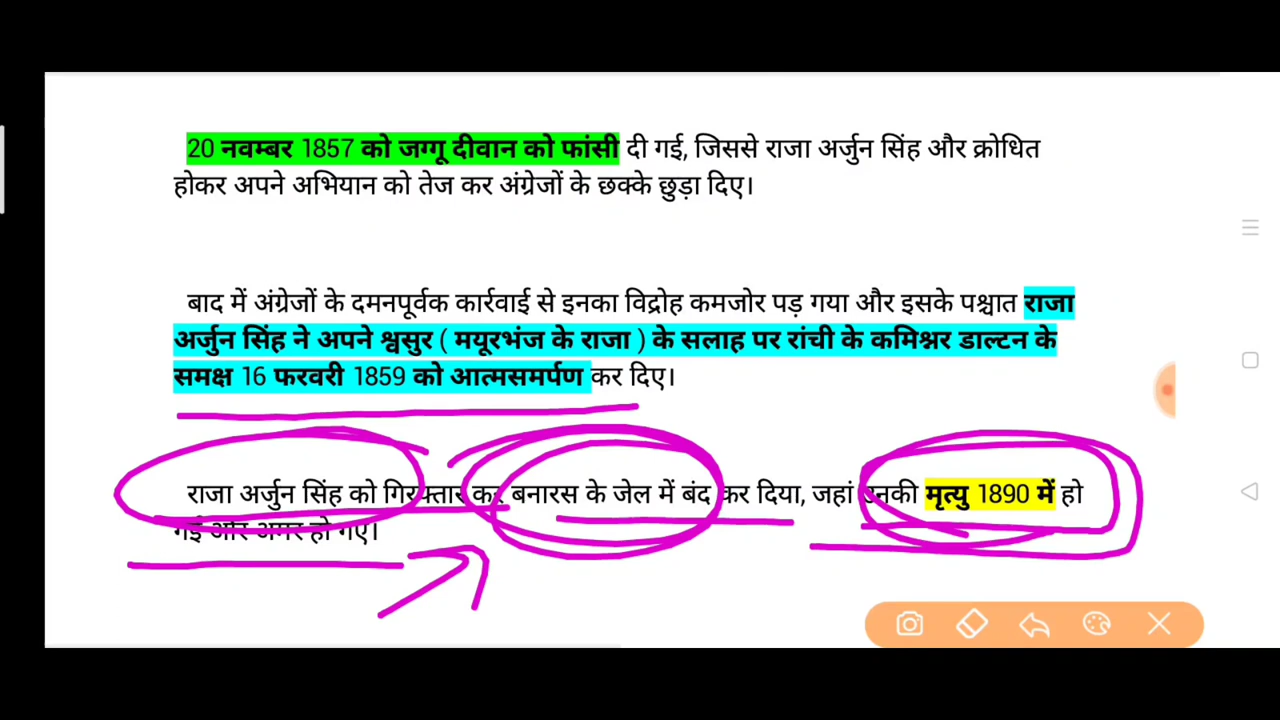 20 नवम्बर 1857 को जग्गू दीवान को फांसी दी गई, जिससे राजा अर्जुन सिंह और क्रोधित
होकर अपने अभियान को तेज कर अंग्रेजों के छक्के छुड़ा दिए।
बाद में अंग्रेजों के दमनपूर्वक कार्रवाई से इनका विद्रोह कमजोर पड़ गया और इसके पश्चात राजा
अर्जुन सिंह ने अपने श्वसुर ( मयूरभंज के राजा ) के सलाह पर रांची के कमिश्नर डाल्टन के
समक्ष 16 फरवरी 1859 को आत्मसमर्पण कर दिए।
राजा अर्जुन सिंह को गिरफ्तार कर बनारस के जेल में बंद कर दिया, जहां उनकी मृत्यु 1890 में हो
गई और अमर हो गए।